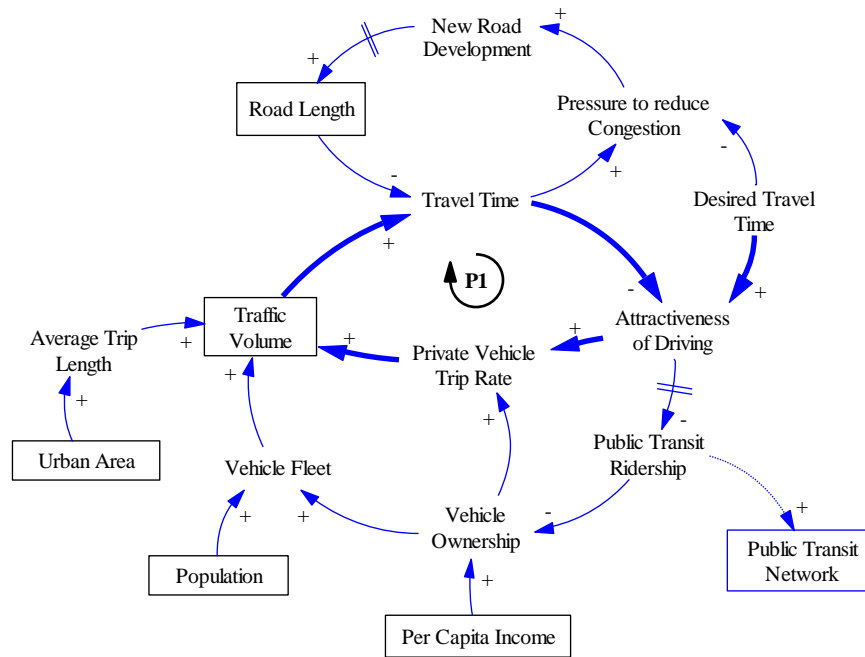 New Road
Development
+
+
Road Length
Pressure to reduce
Congestion
-
-
+
Travel Time
Desired Travel
Time
+
P1
-
+
Traffic
Volume
Attractiveness
of Driving
Average Trip
Length
+
+
+
Private Vehicle
Trip Rate
+
+
-
+
Urban Area
Public Transit
Ridership
Vehicle Fleet
+
+
-
Vehicle
Ownership
+
Public Transit
Network
Population
+
Per Capita Income